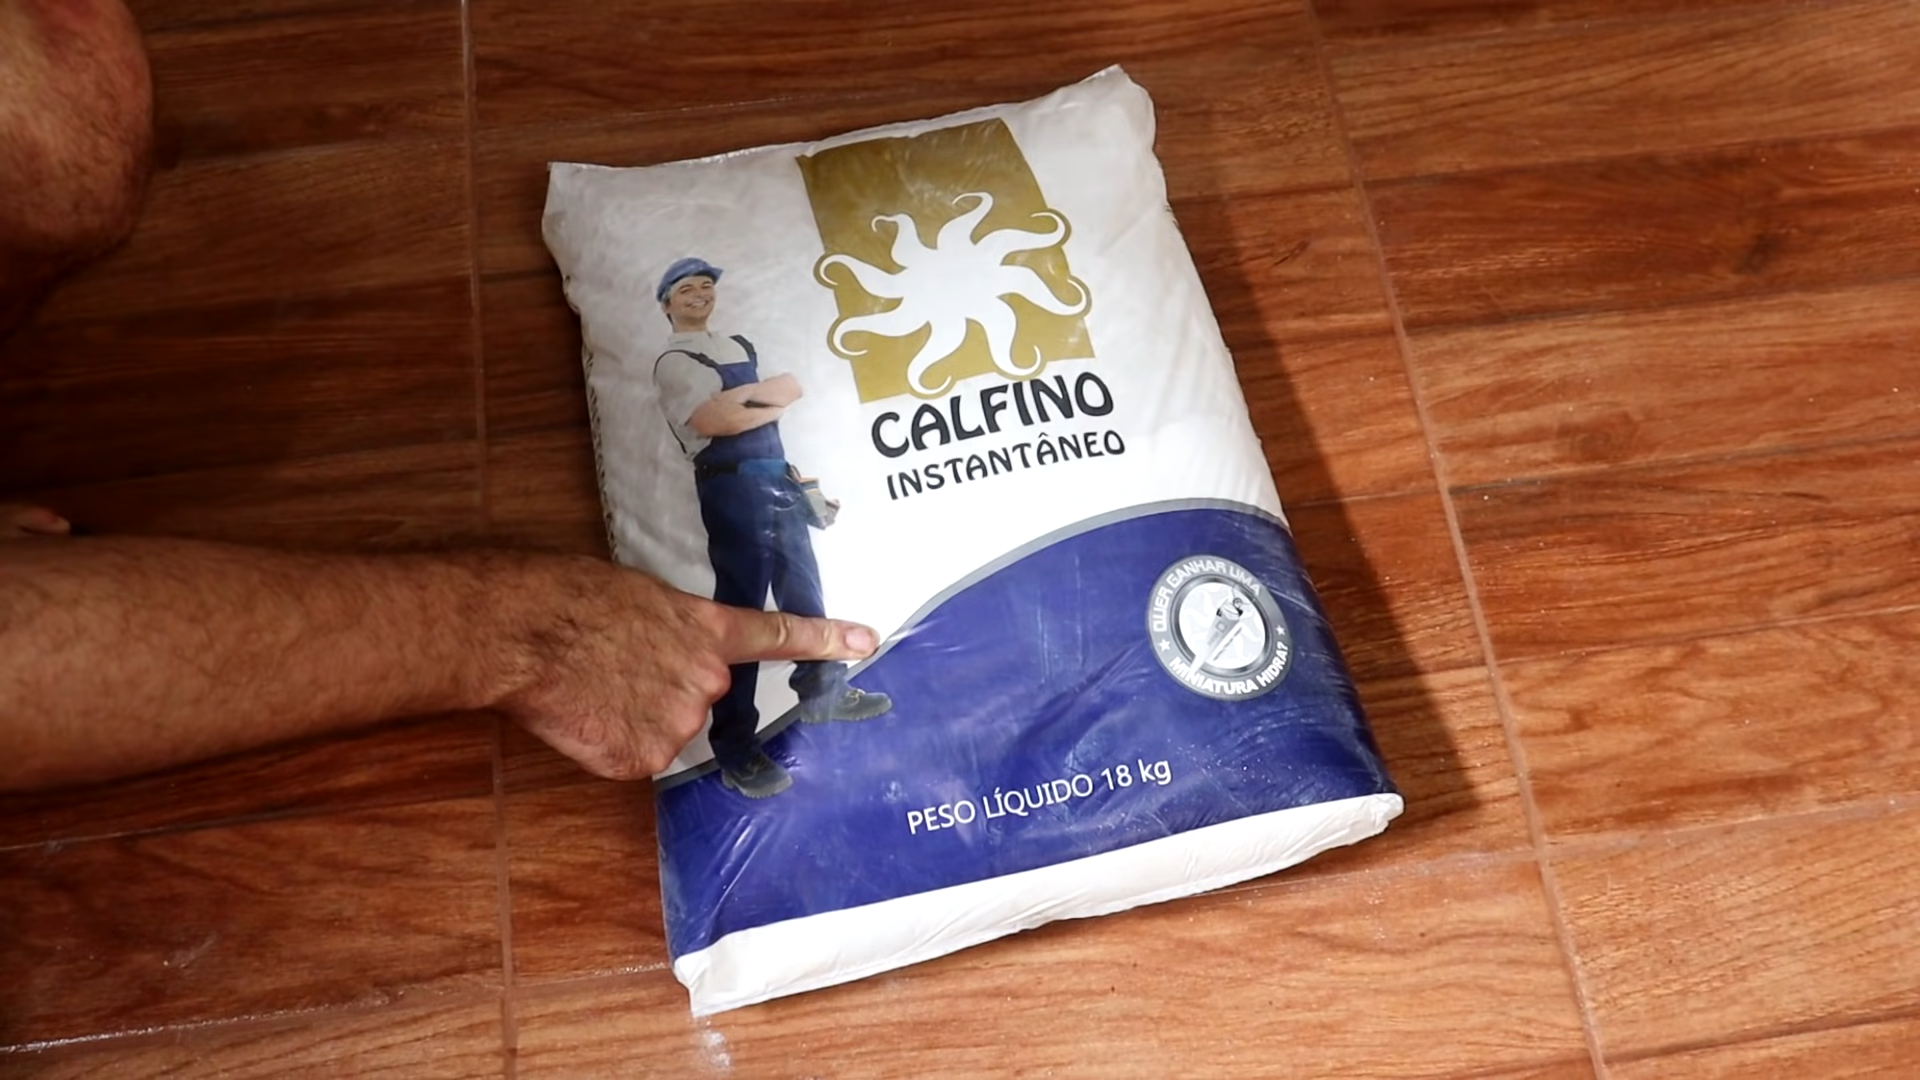 CALFINO
INSTANTÂNEO
QUER GANHAR UMA
MINIATURA HIDRA?
PESO LÍQUIDO 18 kg